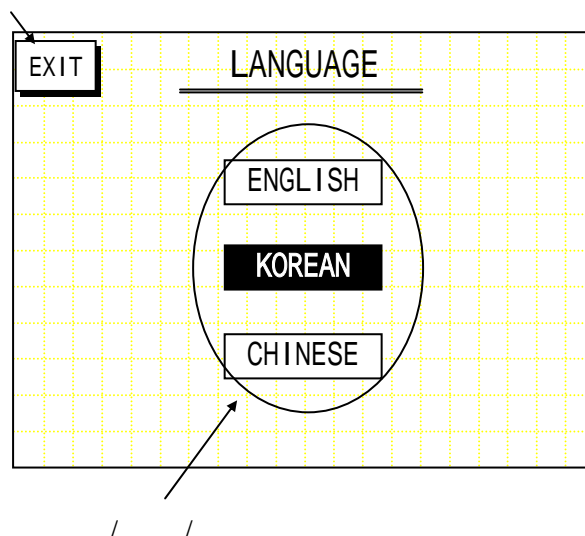 EXIT
LANGUAGE
ENGLISH
KOREAN
CHINESE
/ /